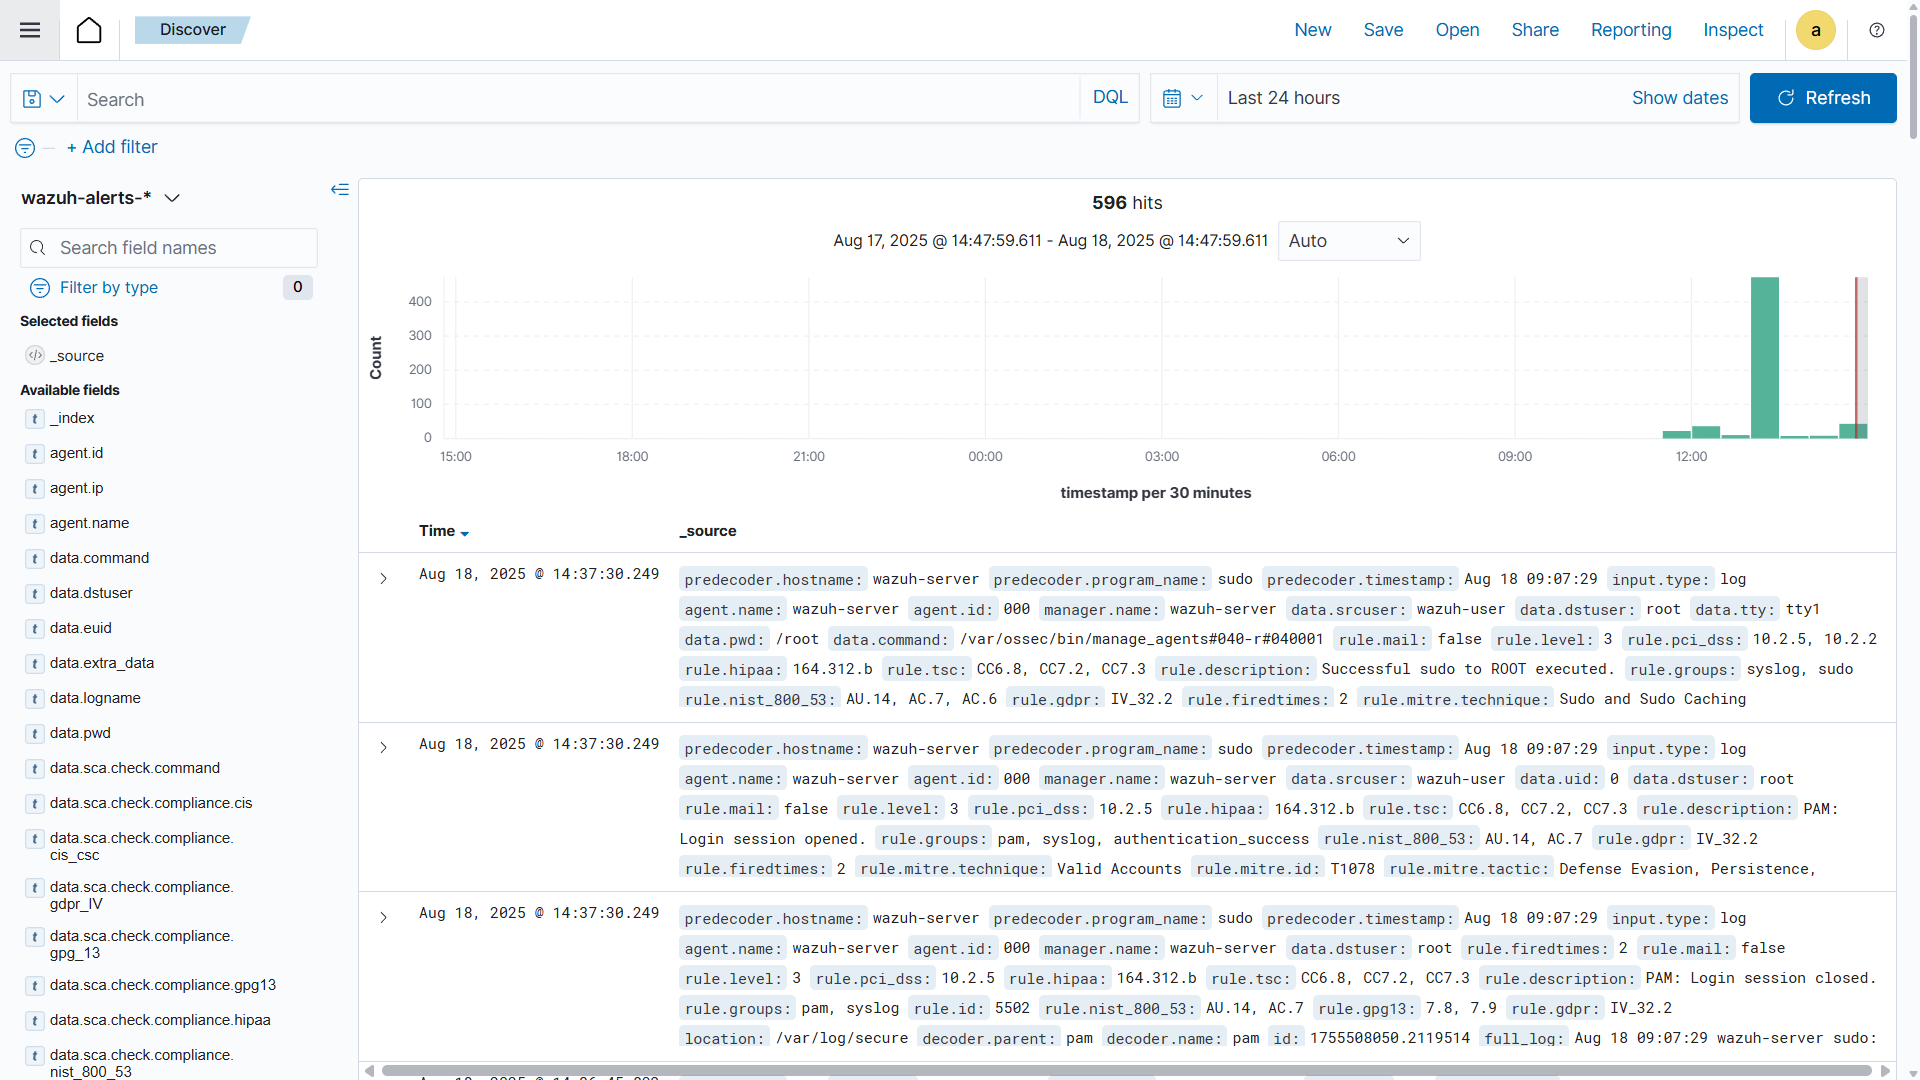 Discover
New Save Open Share Reporting Inspect a
Search DQL Last 24 hours Show dates Refresh
+ Add filter
wazuh-alerts-*
Search field names
Filter by type 0
Selected fields
_source
Available fields
t _index
t agent.id
t agent.ip
t agent.name
t data.command
t data.dstuser
t data.euid
t data.extra_data
t data.logname
t data.pwd
t data.sca.check.command
t data.sca.check.compliance.cis
t data.sca.check.compliance.
cis_csc
t data.sca.check.compliance.
gdpr_IV
t data.sca.check.compliance.
gpg_13
t data.sca.check.compliance.gpg13
t data.sca.check.compliance.hipaa
t data.sca.check.compliance.
nist_800_53
596 hits
Aug 17, 2025 @ 14:47:59.611 - Aug 18, 2025 @ 14:47:59.611 Auto
Count
400
300
200
100
0
15:00 18:00 21:00 00:00 03:00 06:00 09:00 12:00
timestamp per 30 minutes
Time _source
Aug 18, 2025 @ 14:37:30.249
predecoder.hostname: wazuh-server predecoder.program_name: sudo predecoder.timestamp: Aug 18 09:07:29 input.type: log
agent.name: wazuh-server agent.id: 000 manager.name: wazuh-server data.srcuser: wazuh-user data.dstuser: root data.tty: tty1
data.pwd: /root data.command: /var/ossec/bin/manage_agents#040-r#040001 rule.mail: false rule.level: 3 rule.pci_dss: 10.2.5, 10.2.2
rule.hipaa: 164.312.b rule.tsc: CC6.8, CC7.2, CC7.3 rule.description: Successful sudo to ROOT executed. rule.groups: syslog, sudo
rule.nist_800_53: AU.14, AC.7, AC.6 rule.gdpr: IV_32.2 rule.firedtimes: 2 rule.mitre.technique: Sudo and Sudo Caching
Aug 18, 2025 @ 14:37:30.249
predecoder.hostname: wazuh-server predecoder.program_name: sudo predecoder.timestamp: Aug 18 09:07:29 input.type: log
agent.name: wazuh-server agent.id: 000 manager.name: wazuh-server data.srcuser: wazuh-user data.uid: 0 data.dstuser: root
rule.mail: false rule.level: 3 rule.pci_dss: 10.2.5 rule.hipaa: 164.312.b rule.tsc: CC6.8, CC7.2, CC7.3 rule.description: PAM:
Login session opened. rule.groups: pam, syslog, authentication_success rule.nist_800_53: AU.14, AC.7 rule.gdpr: IV_32.2
rule.firedtimes: 2 rule.mitre.technique: Valid Accounts rule.mitre.id: T1078 rule.mitre.tactic: Defense Evasion, Persistence,
Aug 18, 2025 @ 14:37:30.249
predecoder.hostname: wazuh-server predecoder.program_name: sudo predecoder.timestamp: Aug 18 09:07:29 input.type: log
agent.name: wazuh-server agent.id: 000 manager.name: wazuh-server data.dstuser: root rule.firedtimes: 2 rule.mail: false
rule.level: 3 rule.pci_dss: 10.2.5 rule.hipaa: 164.312.b rule.tsc: CC6.8, CC7.2, CC7.3 rule.description: PAM: Login session closed.
rule.groups: pam, syslog rule.id: 5502 rule.nist_800_53: AU.14, AC.7 rule.gpg13: 7.8, 7.9 rule.gdpr: IV_32.2
location: /var/log/secure decoder.parent: pam decoder.name: pam id: 1755508050.2119514 full_log: Aug 18 09:07:29 wazuh-server sudo: